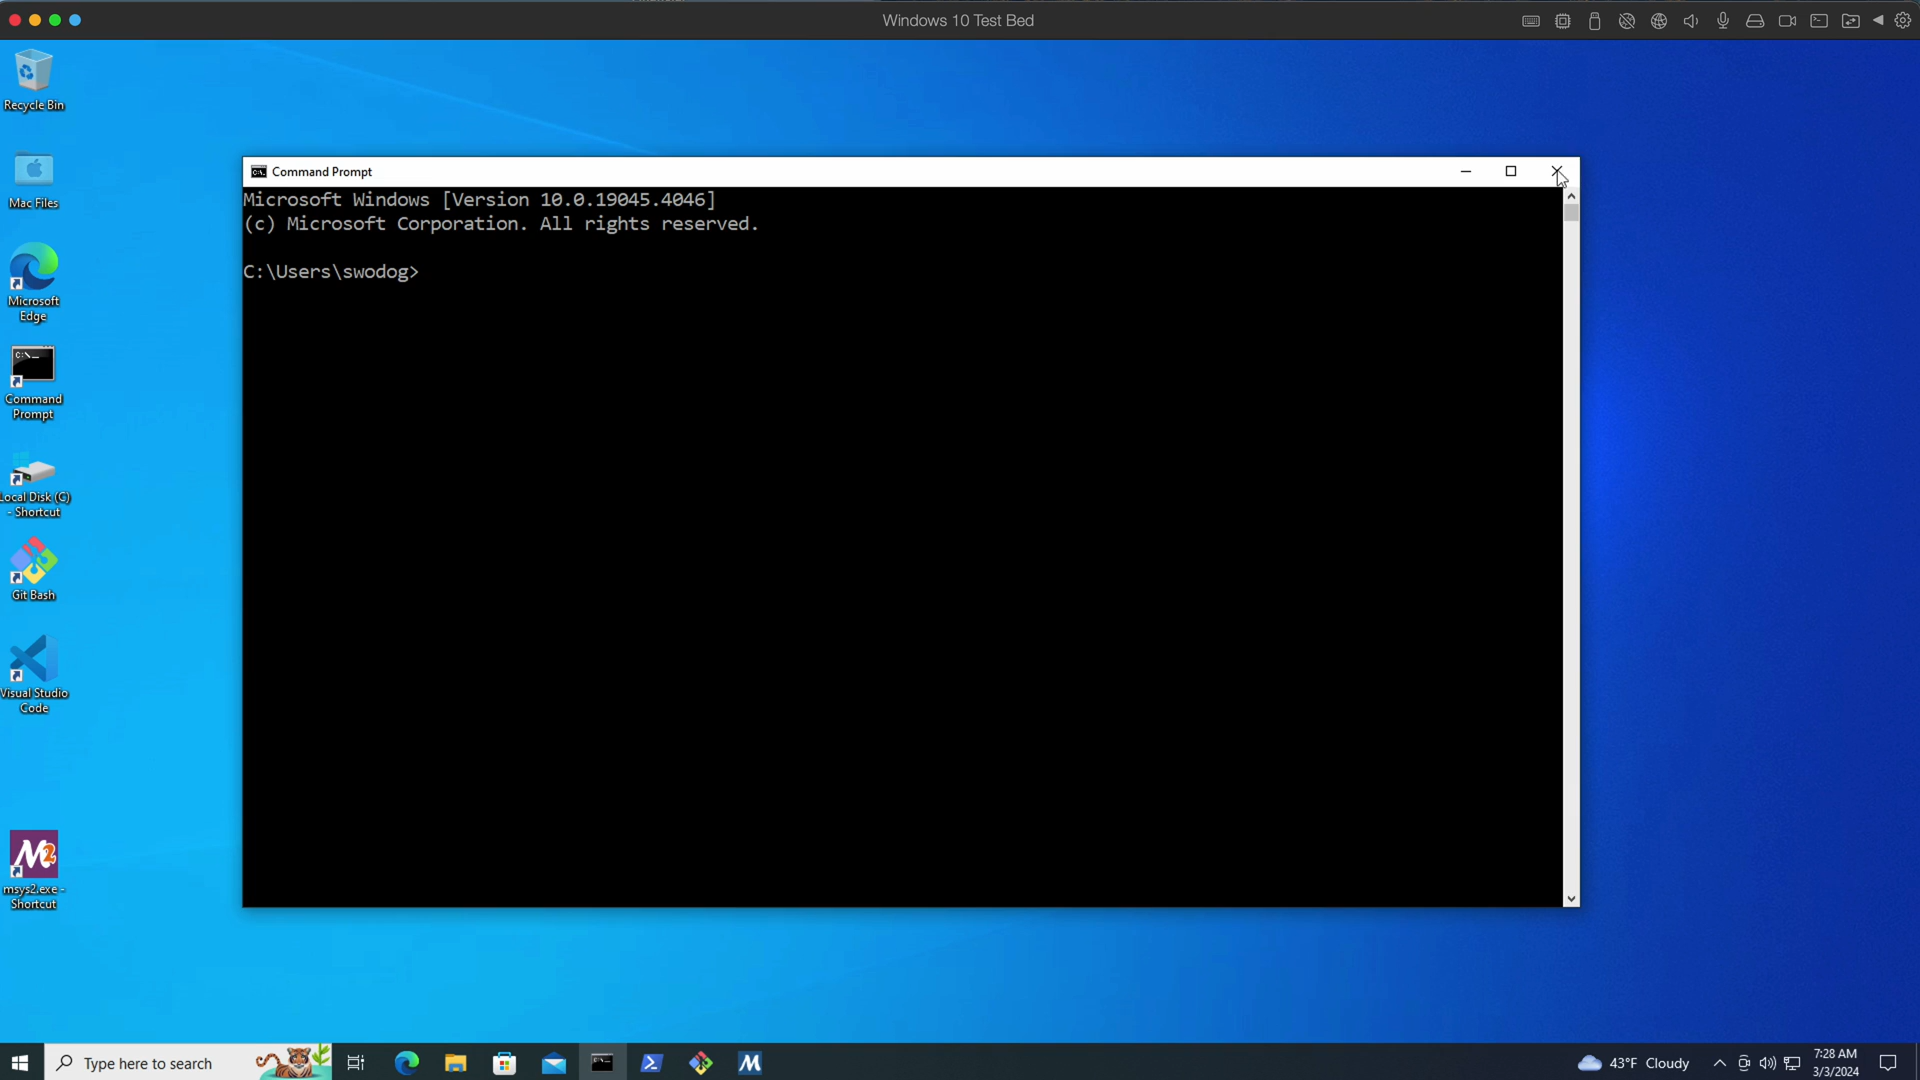 Windows 10 Test Bed
Recycle Bin
Mac Files
Microsoft
Edge
C:\_
Command
Prompt
Local Disk (C)
- Shortcut
Git Bash
Visual Studio
Code
M2
msys2.exe -
Shortcut
C:\. Command Prompt
Microsoft Windows [Version 10.0.19045.4046]
(c) Microsoft Corporation. All rights reserved.
C:\Users\swodog>
Type here to search
M
43°F Cloudy
7:28 AM
3/3/2024